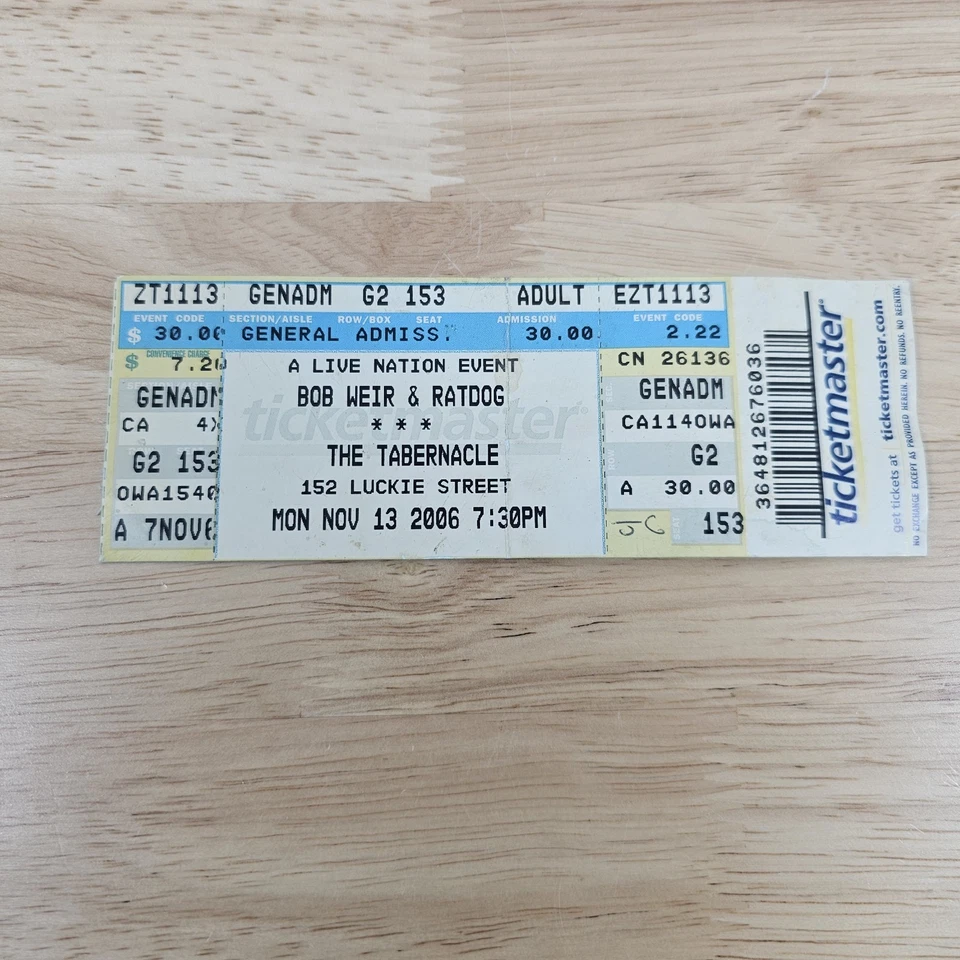 ZT1113 GENADM G2 153 ADULT EZT1113
EVENT CODE SECTION/AISLE ROW/BOX SEAT ADMISSION EVENT CODE
$ 30.00 GENERAL ADMISS. 30.00 2.22
CONVENIENCE CHARGE
$ 7.20
A LIVE NATION EVENT
CN 26136
GENADM
BOB WEIR & RATDOG
GENADM
CA 4X
ticketmaster
* * *
CA1140WA
G2 153
THE TABERNACLE
G2
OWA1540
152 LUCKIE STREET
A 30.00
A 7NOV6
MON NOV 13 2006 7:30PM
SEAT 153
364812676036
ticketmaster
get tickets at ticketmaster.com
NO EXCHANGE EXCEPT AS PROVIDED HEREIN, NO REFUNDS, NO REENTRY.